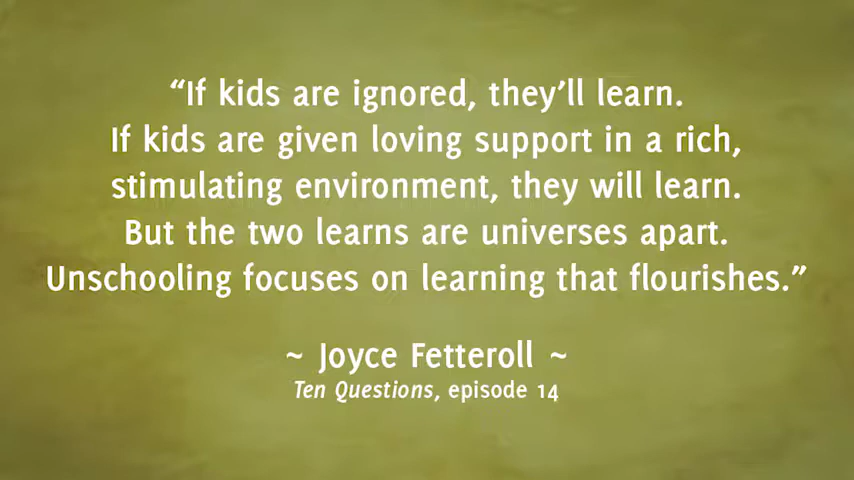 “If kids are ignored, they’ll learn.
If kids are given loving support in a rich,
stimulating environment, they will learn.
But the two learns are universes apart.
Unschooling focuses on learning that flourishes.”
~ Joyce Fetteroll ~
Ten Questions, episode 14